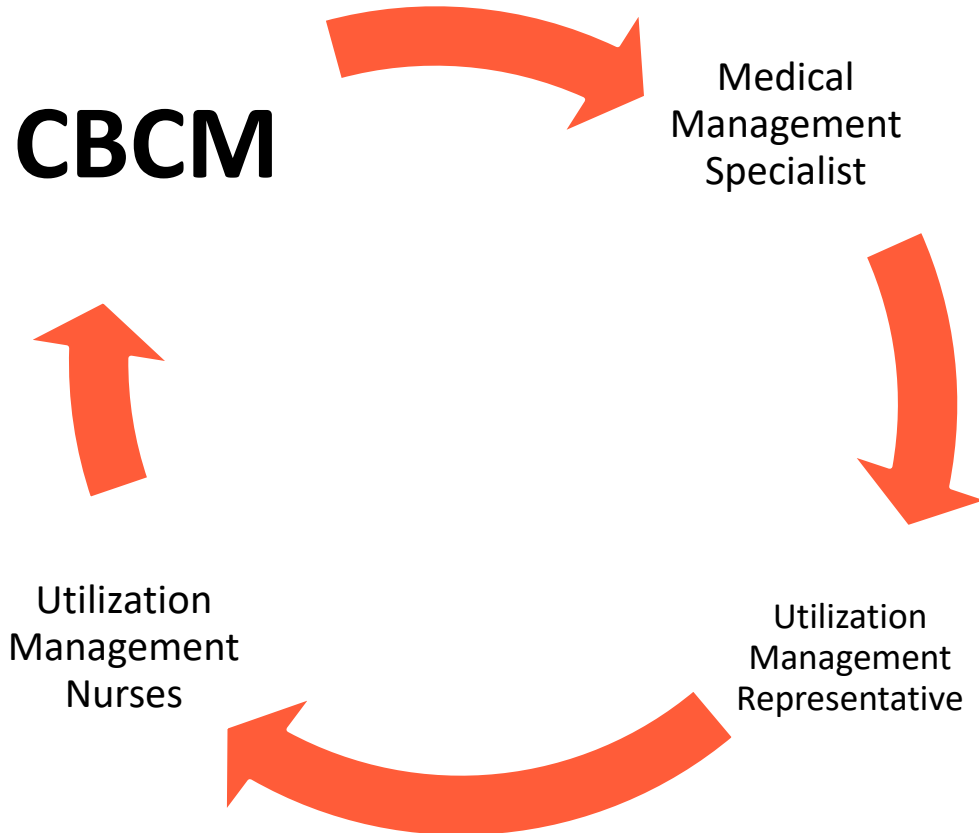 CBCM
Medical
Management
Specialist
Utilization
Management
Representative
Utilization
Management
Nurses